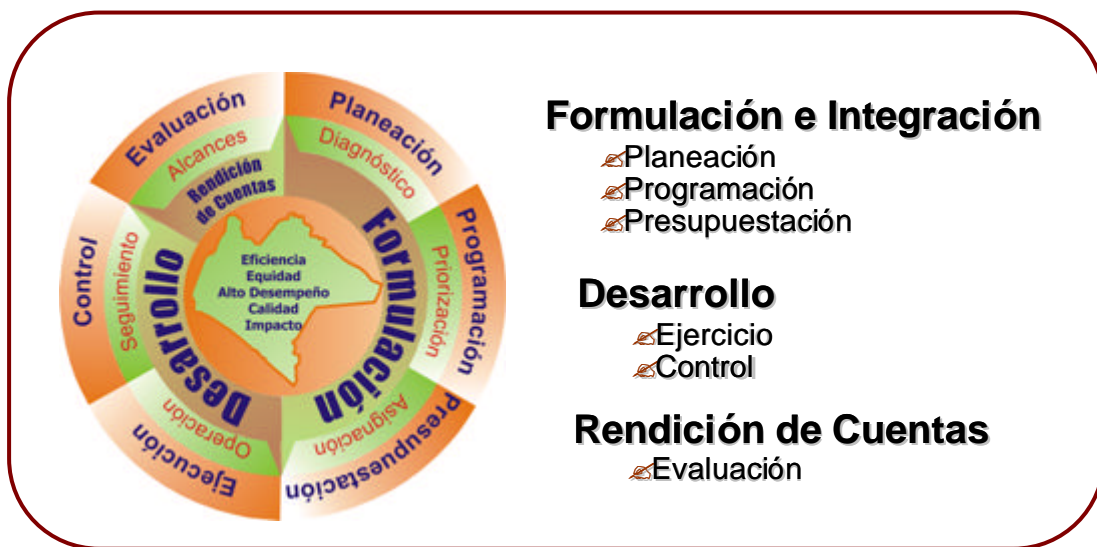 Evaluación
Planeación
Programación
Presupuestación
Ejecución
Control
Alcances
Diagnóstico
Priorización
Asignación
Operación
Seguimiento
Rendición
de Cuentas
Formulación
Desarrollo
Eficiencia
Equidad
Alto Desempeño
Calidad
Impacto
Formulación e Integración
Planeación
Programación
Presupuestación
Desarrollo
Ejercicio
Control
Rendición de Cuentas
Evaluación